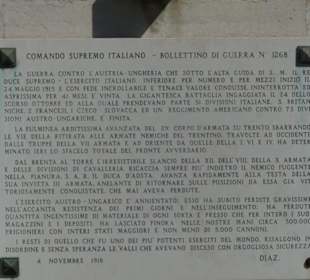 COMANDO SUPREMO ITALIANO - BOLLETTINO DI GUERRA N 1268
LA GUERRA CONTRO L'AUSTRIA-UNGHERIA CHE SOTTO L'ALTA GUIDA DI S. M. IL RE
DUCE SUPREMO - L'ESERCITO ITALIANO, INFERIORE PER NUMERO E PER MEZZI, INIZIÒ IL
24 MAGGIO 1915 E CON FEDE INCROLLABILE E TENACE VALORE CONDUSSE ININTERROTTA ED
ASPRISSIMA PER 41 MESI È VINTA. LA GIGANTESCA BATTAGLIA INGAGGIATA IL 24 DELLO
SCORSO OTTOBRE ED ALLA QUALE PRENDEVANO PARTE 51 DIVISIONI ITALIANE, 3 BRITAN
NICHE, 2 FRANCESI, 1 CZECO-SLOVACCA ED UN REGGIMENTO AMERICANO CONTRO 73 DIVI
SIONI AUSTRO-UNGARICHE, È FINITA.
LA FULMINEA ARDITISSIMA AVANZATA DEL CORPO D'ARMATA SU TRENTO SBARRANDO
LE VIE DELLA RITIRATA ALLE ARMATE NEMICHE DEL TRENTINO, TRAVOLTE AD OCCIDENTE
DALLE TRUPPE DELLA VII ARMATA E AD ORIENTE DA QUELLE DELLA I VI E IV HA DETER
MINATO IERI LO SFACELO TOTALE DEL FRONTE AVVERSARIO.
DAL BRENTA AL TORRE L'IRRESISTIBILE SLANCIO DELLA XII, DELL'VIII, DELLA X ARMATA
E DELLE DIVISIONI DI CAVALLERIA, RICACCIA SEMPRE PIÙ INDIETRO IL NEMICO FUGGENTE.
NELLA PIANURA, S. A. R. IL DUCA D'AOSTA AVANZA RAPIDAMENTE ALLA TESTA DELLA
SUA INVITTA III ARMATA, ANELANTE DI RITORNARE SULLE POSIZIONI DA ESSA GIÀ VIT
TORIOSAMENTE CONQUISTATE, CHE MAI AVEVA PERDUTE.
L'ESERCITO AUSTRO-UNGARICO È ANNIENTATO; ESSO HA SUBITO PERDITE GRAVISSIME
NELL'ACCANITA RESISTENZA DEI PRIMI GIORNI E NELL'INSEGUIMENTO, HA PERDUTE
QUANTITÀ INGENTISSIME DI MATERIALE DI OGNI SORTA E PRESSO CHE PER INTERO I SUOI
MAGAZZINI E I DEPOSITI. HA LASCIATO FINORA NELLE NOSTRE MANI CIRCA 300.000
PRIGIONIERI CON INTERI STATI MAGGIORI E NON MENO DI 5.000 CANNONI.
I RESTI DI QUELLO CHE FU UNO DEI PIÙ POTENTI ESERCITI DEL MONDO RISALGONO IN
DISORDINE E SENZA SPERANZA LE VALLI CHE AVEVANO DISCESO CON ORGOGLIOSA SICUREZZA
4 NOVEMBRE 1918 DIAZ